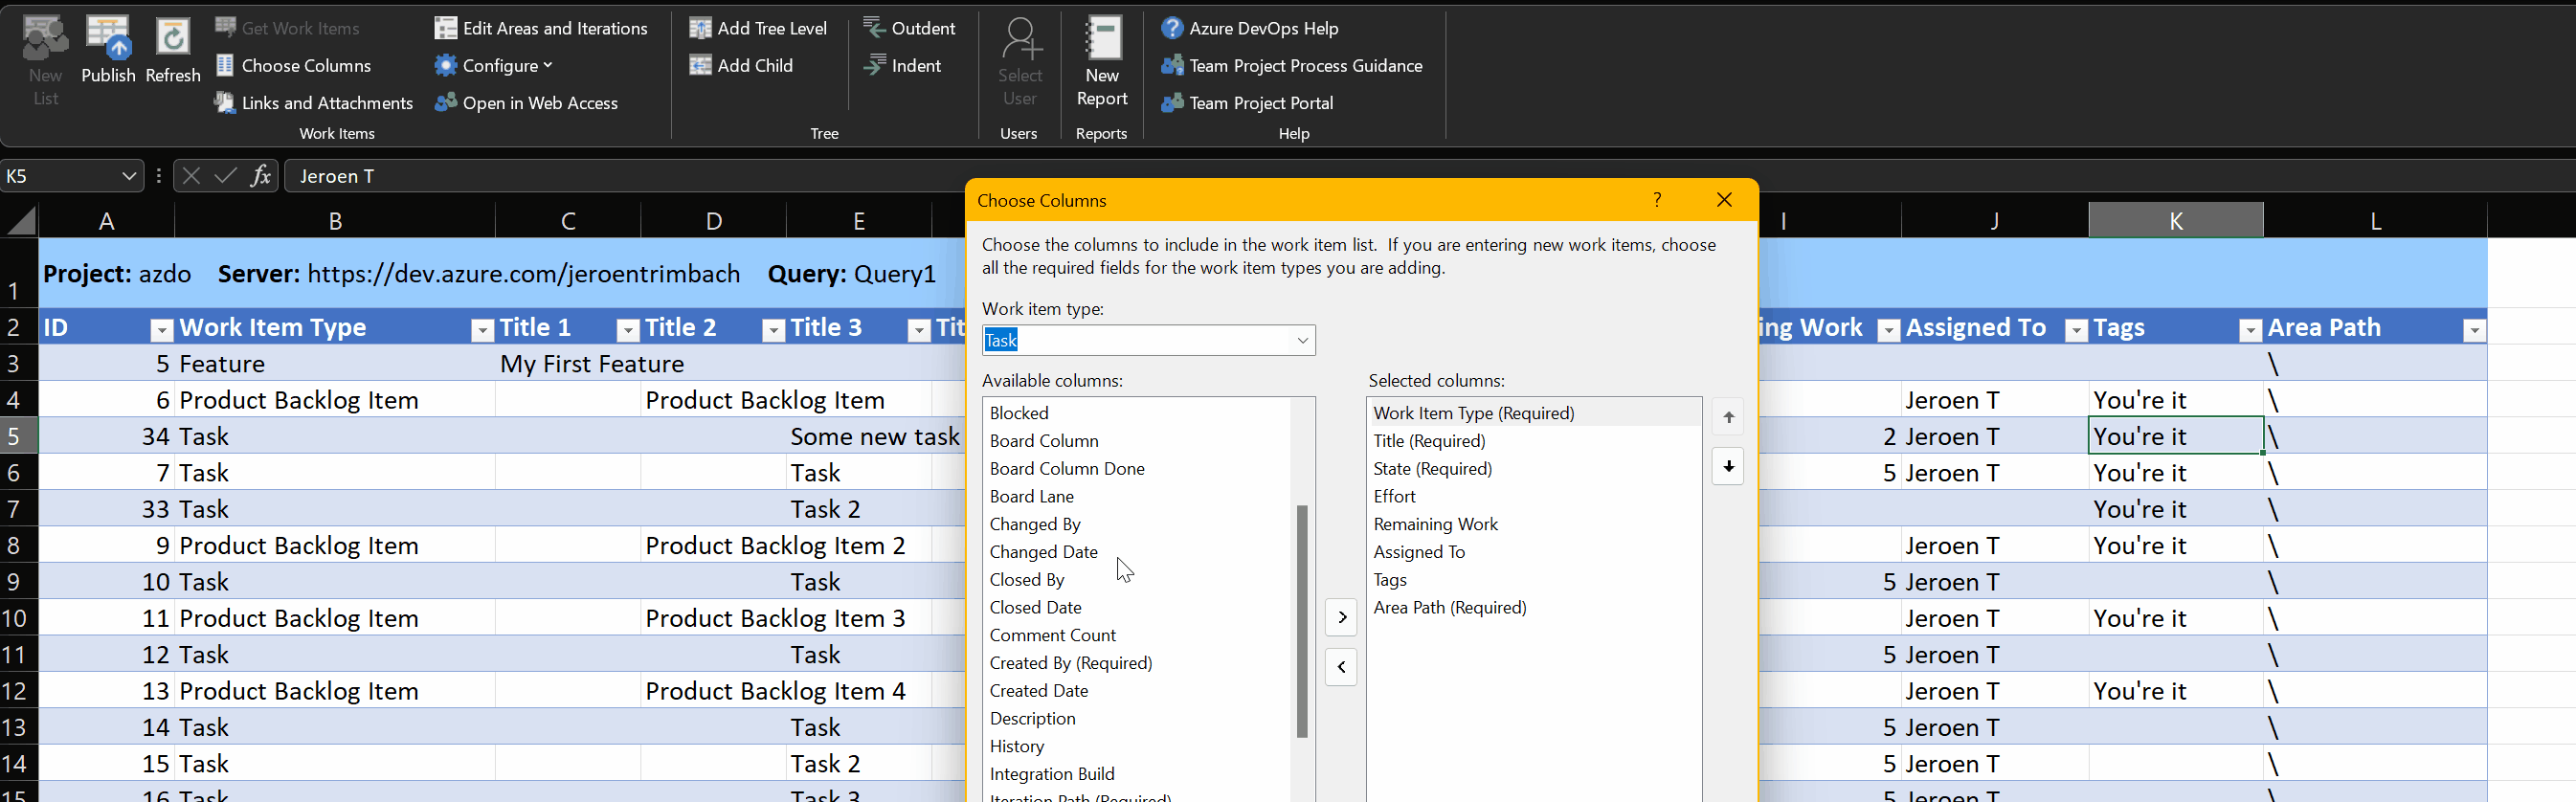 New List
Publish
Refresh
Get Work Items
Choose Columns
Links and Attachments
Edit Areas and Iterations
Configure
Open in Web Access
Work Items
Add Tree Level
Add Child
Outdent
Indent
Tree
Select User
Users
New Report
Reports
Azure DevOps Help
Team Project Process Guidance
Team Project Portal
Help
K5
fx
Jeroen T
A B C D E I J K L
1 Project: azdo Server: https://dev.azure.com/jeroentrimbach Query: Query1
2 ID Work Item Type Title 1 Title 2 Title 3 Tit ing Work Assigned To Tags Area Path
3 5 Feature My First Feature \
4 6 Product Backlog Item Product Backlog Item Jeroen T You're it \
5 34 Task Some new task 2 Jeroen T You're it \
6 7 Task Task 5 Jeroen T You're it \
7 33 Task Task 2 You're it \
8 9 Product Backlog Item Product Backlog Item 2 Jeroen T You're it \
9 10 Task Task 5 Jeroen T \
10 11 Product Backlog Item Product Backlog Item 3 Jeroen T You're it \
11 12 Task Task 5 Jeroen T \
12 13 Product Backlog Item Product Backlog Item 4 Jeroen T You're it \
13 14 Task Task 5 Jeroen T \
14 15 Task Task 2 5 Jeroen T \
15 16 Task Task 3 5 Jeroen T \
Choose Columns ?
Choose the columns to include in the work item list. If you are entering new work items, choose
all the required fields for the work item types you are adding.
Work item type:
Task
Available columns:
Blocked
Board Column
Board Column Done
Board Lane
Changed By
Changed Date
Closed By
Closed Date
Comment Count
Created By (Required)
Created Date
Description
History
Integration Build
Iteration Path (Required)
Selected columns:
Work Item Type (Required)
Title (Required)
State (Required)
Effort
Remaining Work
Assigned To
Tags
Area Path (Required)